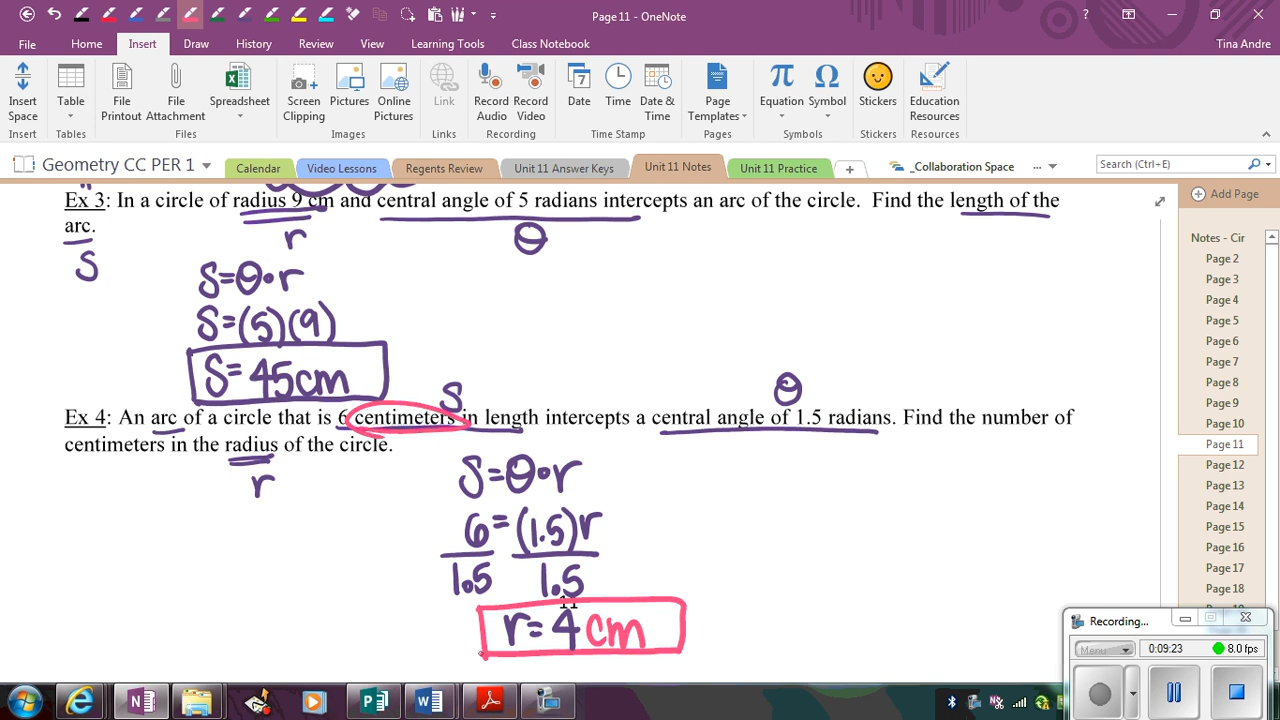 Page 11 - OneNote
?
File Home Insert Draw History Review View Learning Tools Class Notebook
Tina Andre
Insert Space
Table
File Printout
File Attachment
Spreadsheet
Screen Clipping
Pictures
Online Pictures
Link
Record Audio
Record Video
Date
Time
Date & Time
Page Templates
Equation
Symbol
Stickers
Education Resources
Insert Tables Files Images Links Recording Time Stamp Pages Symbols Stickers Resources
Geometry CC PER 1
Calendar Video Lessons Regents Review Unit 11 Answer Keys Unit 11 Notes Unit 11 Practice + _Collaboration Space ...
Search (Ctrl+E)
Add Page
Notes - Cir
Page 2
Page 3
Page 4
Page 5
Page 6
Page 7
Page 8
Page 9
Page 10
Page 11
Page 12
Page 13
Page 14
Page 15
Page 16
Page 17
Page 18
Ex 3: In a circle of radius 9 cm and central angle of 5 radians intercepts an arc of the circle. Find the length of the
arc.
r
θ
S
S=θ•r
S=(5)(9)
S=45cm
S
θ
Ex 4: An arc of a circle that is 6 centimeters in length intercepts a central angle of 1.5 radians. Find the number of
centimeters in the radius of the circle.
r
S=θ•r
6=(1.5)r
1.5 1.5
11
r=4cm
Recording...
Menu
0:09:23
8.0 fps